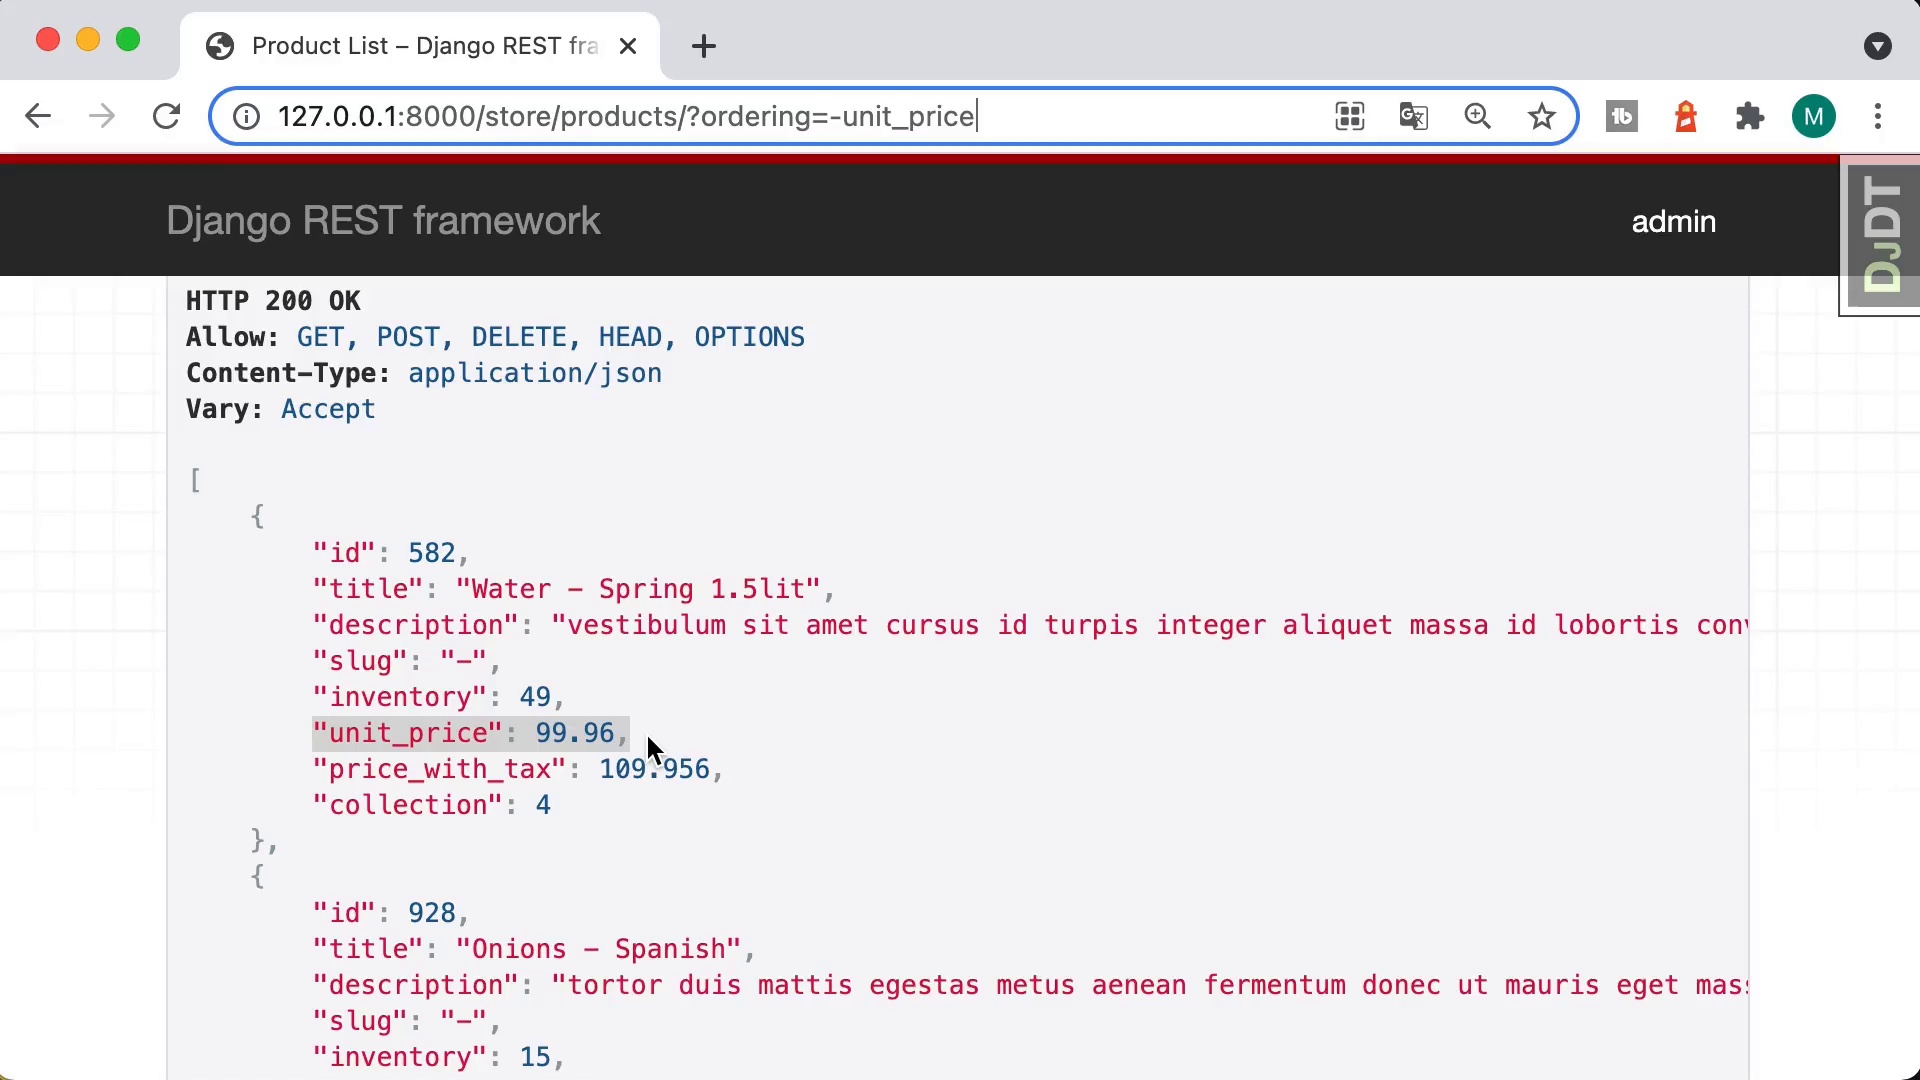 Product List – Django REST fra
127.0.0.1:8000/store/products/?ordering=-unit_price
tb
M
Django REST framework
admin
DJDT
HTTP 200 OK
Allow: GET, POST, DELETE, HEAD, OPTIONS
Content-Type: application/json
Vary: Accept
[
{
"id": 582,
"title": "Water - Spring 1.5lit",
"description": "vestibulum sit amet cursus id turpis integer aliquet massa id lobortis conv
"slug": "-",
"inventory": 49,
"unit_price": 99.96,
"price_with_tax": 109.956,
"collection": 4
},
{
"id": 928,
"title": "Onions - Spanish",
"description": "tortor duis mattis egestas metus aenean fermentum donec ut mauris eget mass
"slug": "-",
"inventory": 15,